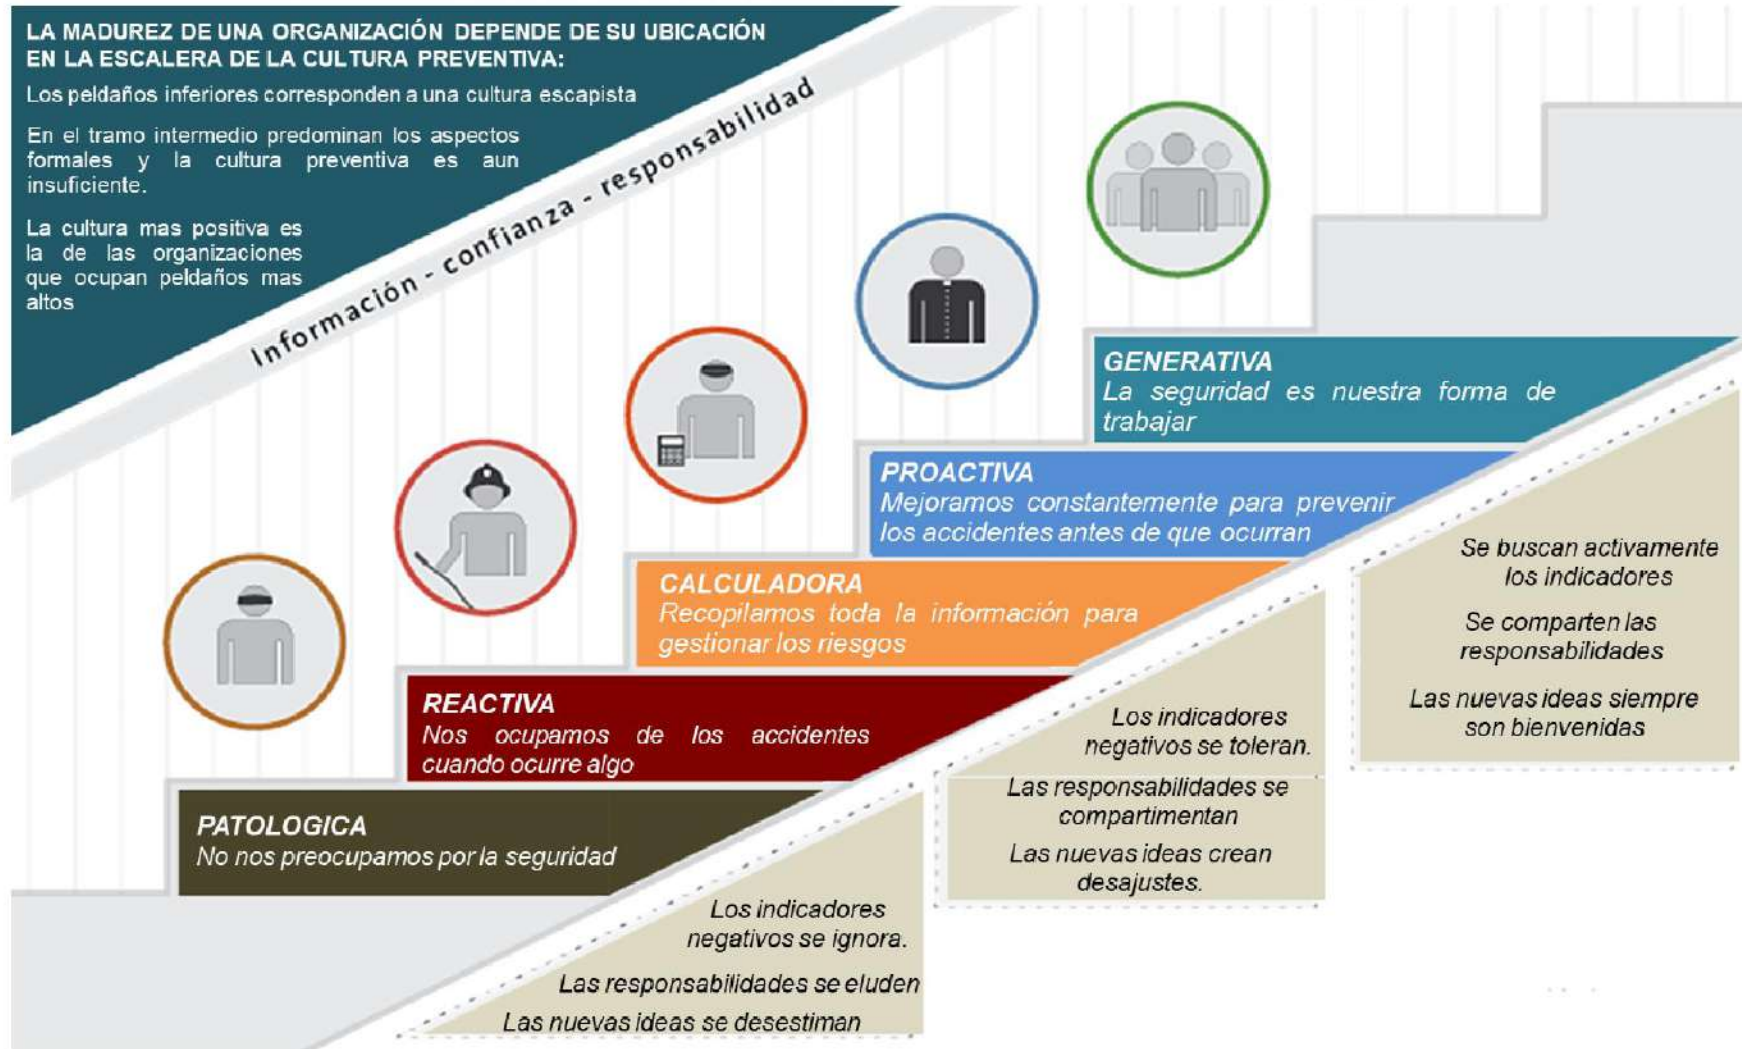 LA MADUREZ DE UNA ORGANIZACIÓN DEPENDE DE SU UBICACIÓN
EN LA ESCALERA DE LA CULTURA PREVENTIVA:
Los peldaños inferiores corresponden a una cultura escapista
En el tramo intermedio predominan los aspectos
formales y la cultura preventiva es aun
insuficiente.
La cultura mas positiva es
la de las organizaciones
que ocupan peldaños mas
altos
Información - confianza - responsabilidad
GENERATIVA
La seguridad es nuestra forma de
trabajar
PROACTIVA
Mejoramos constantemente para prevenir
los accidentes antes de que ocurran
CALCULADORA
Recopilamos toda la información para
gestionar los riesgos
REACTIVA
Nos ocupamos de los accidentes
cuando ocurre algo
PATOLOGICA
No nos preocupamos por la seguridad
Los indicadores
negativos se ignora.
Las responsabilidades se eluden
Las nuevas ideas se desestiman
Los indicadores
negativos se toleran.
Las responsabilidades se
compartimentan
Las nuevas ideas crean
desajustes.
Se buscan activamente
los indicadores
Se comparten las
responsabilidades
Las nuevas ideas siempre
son bienvenidas